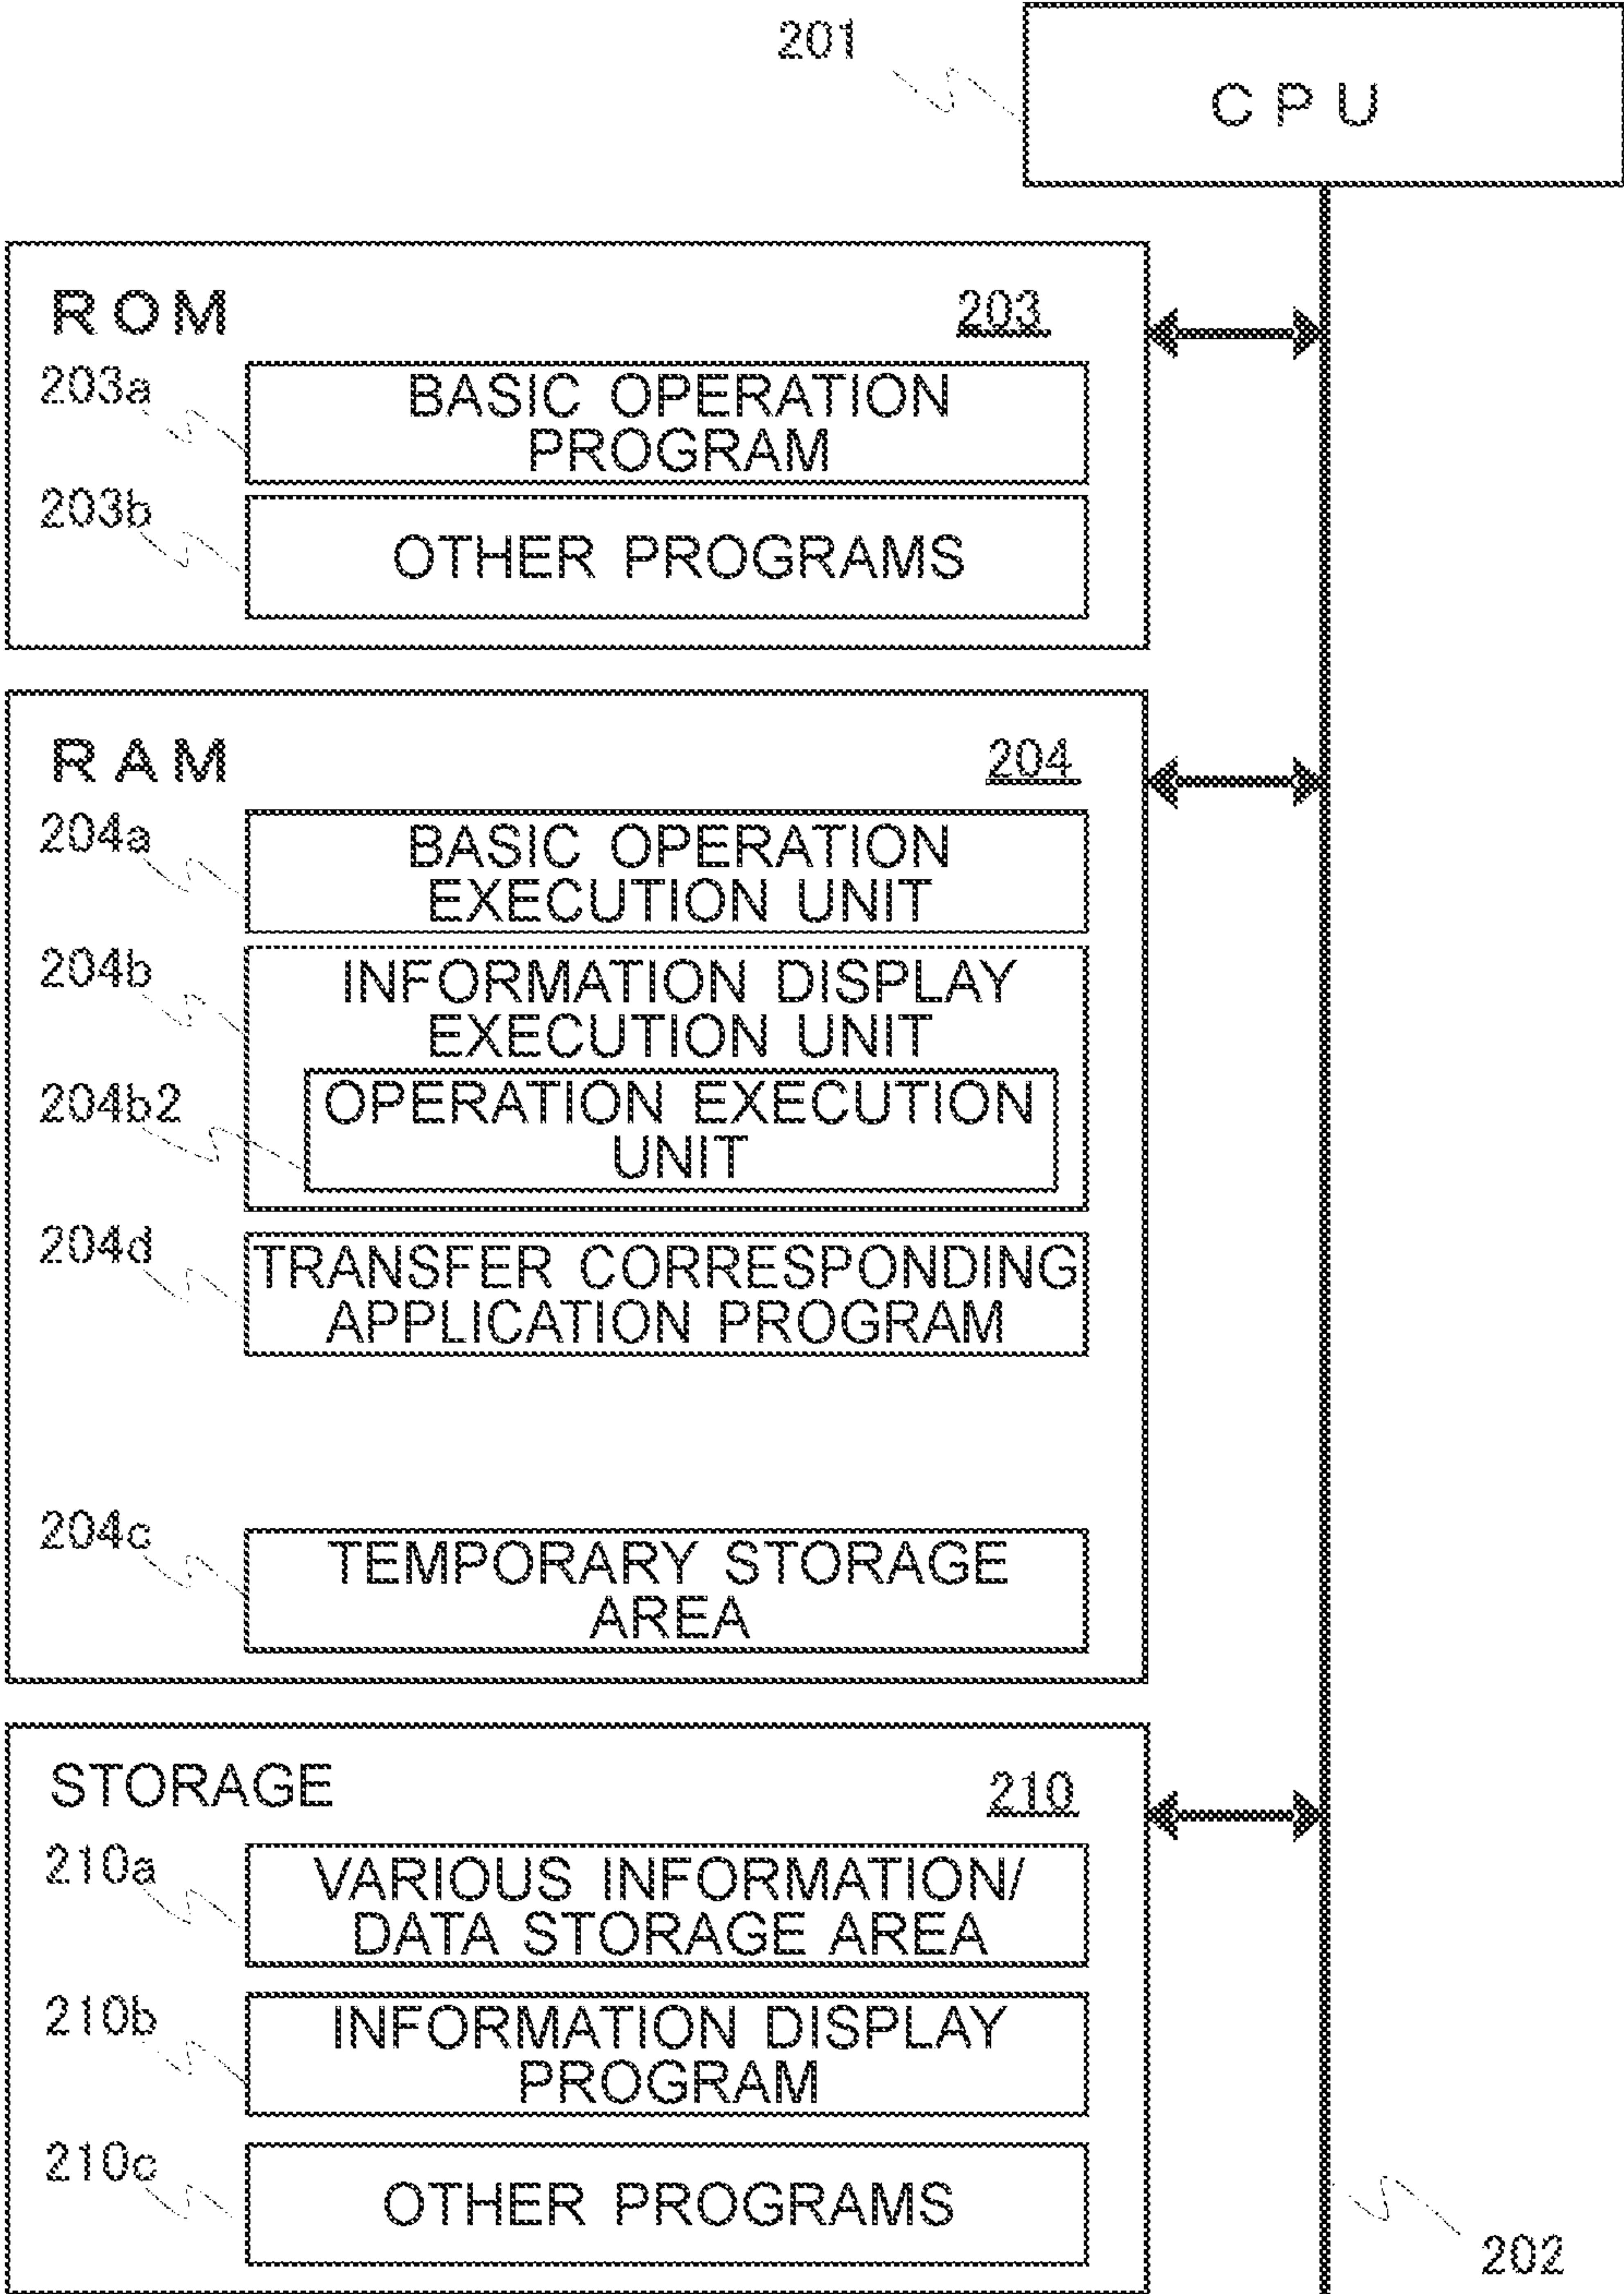 201
CPU
ROM 203
203a
BASIC OPERATION
PROGRAM
203b
OTHER PROGRAMS
RAM 204
204a
BASIC OPERATION
EXECUTION UNIT
204b
INFORMATION DISPLAY
EXECUTION UNIT
204b2
OPERATION EXECUTION
UNIT
204d
TRANSFER CORRESPONDING
APPLICATION PROGRAM
204c
TEMPORARY STORAGE
AREA
STORAGE 210
210a
VARIOUS INFORMATION/
DATA STORAGE AREA
210b
INFORMATION DISPLAY
PROGRAM
210c
OTHER PROGRAMS
202